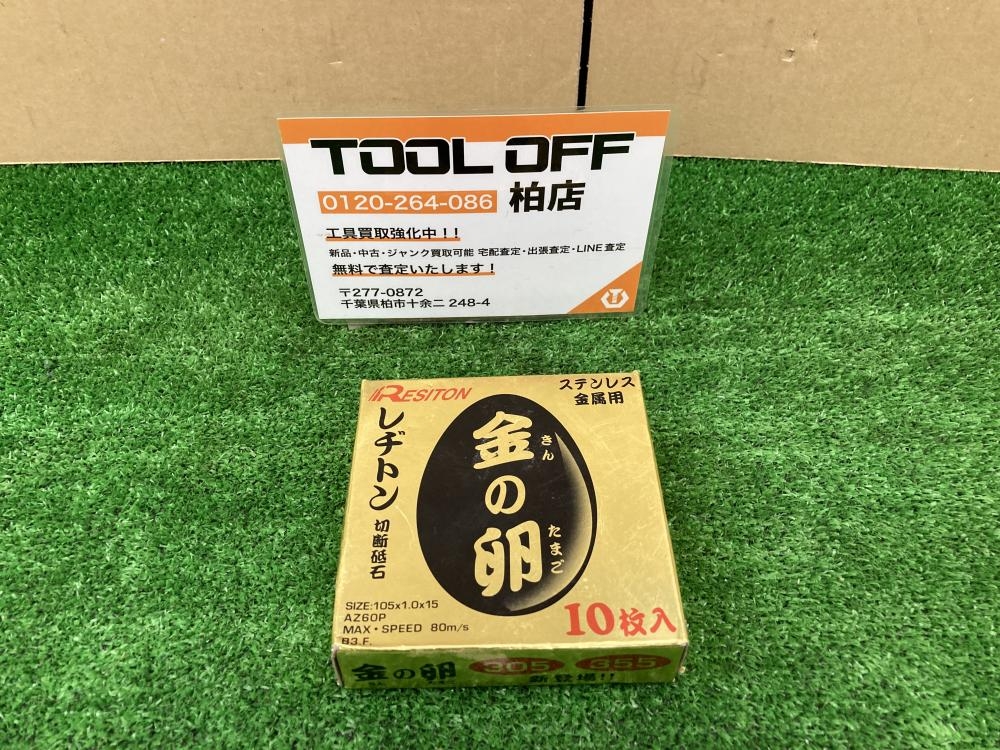 TOOL OFF
0120-264-086 柏店
工具買取強化中！！
新品・中古・ジャンク買取可能 宅配査定・出張査定・LINE査定
無料で査定いたします！
〒277-0872
千葉県柏市十余二 248-4
RESITON
ステンレス
金属用
レヂトン
切断砥石
金の卵
きん
たまご
SIZE:105x1.0x15
AZ60P
MAX・SPEED 80m/s
B3.F.
10枚入
金の卵 305 355
新登場!!